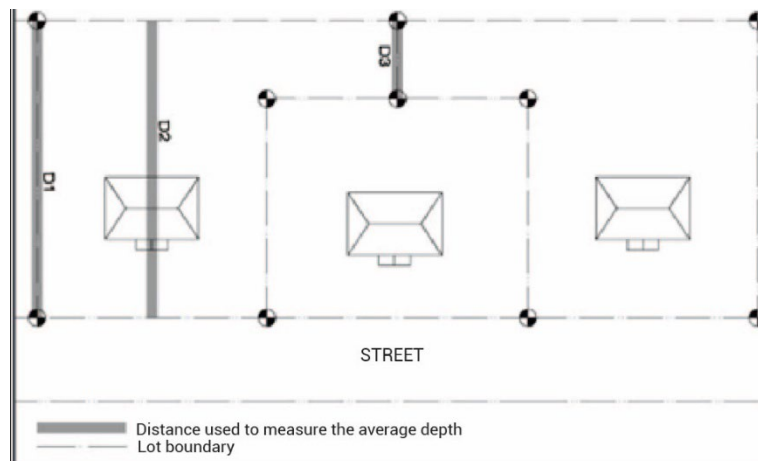 D3
D2
D1
STREET
Distance used to measure the average depth
Lot boundary